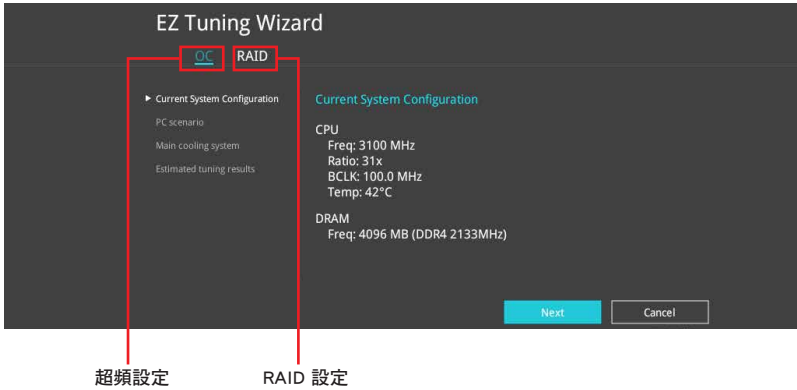 EZ Tuning Wizard
OC RAID
► Current System Configuration
PC scenario
Main cooling system
Estimated tuning results
Current System Configuration
CPU
Freq: 3100 MHz
Ratio: 31x
BCLK: 100.0 MHz
Temp: 42°C
DRAM
Freq: 4096 MB (DDR4 2133MHz)
Next Cancel
超頻設定 RAID 設定